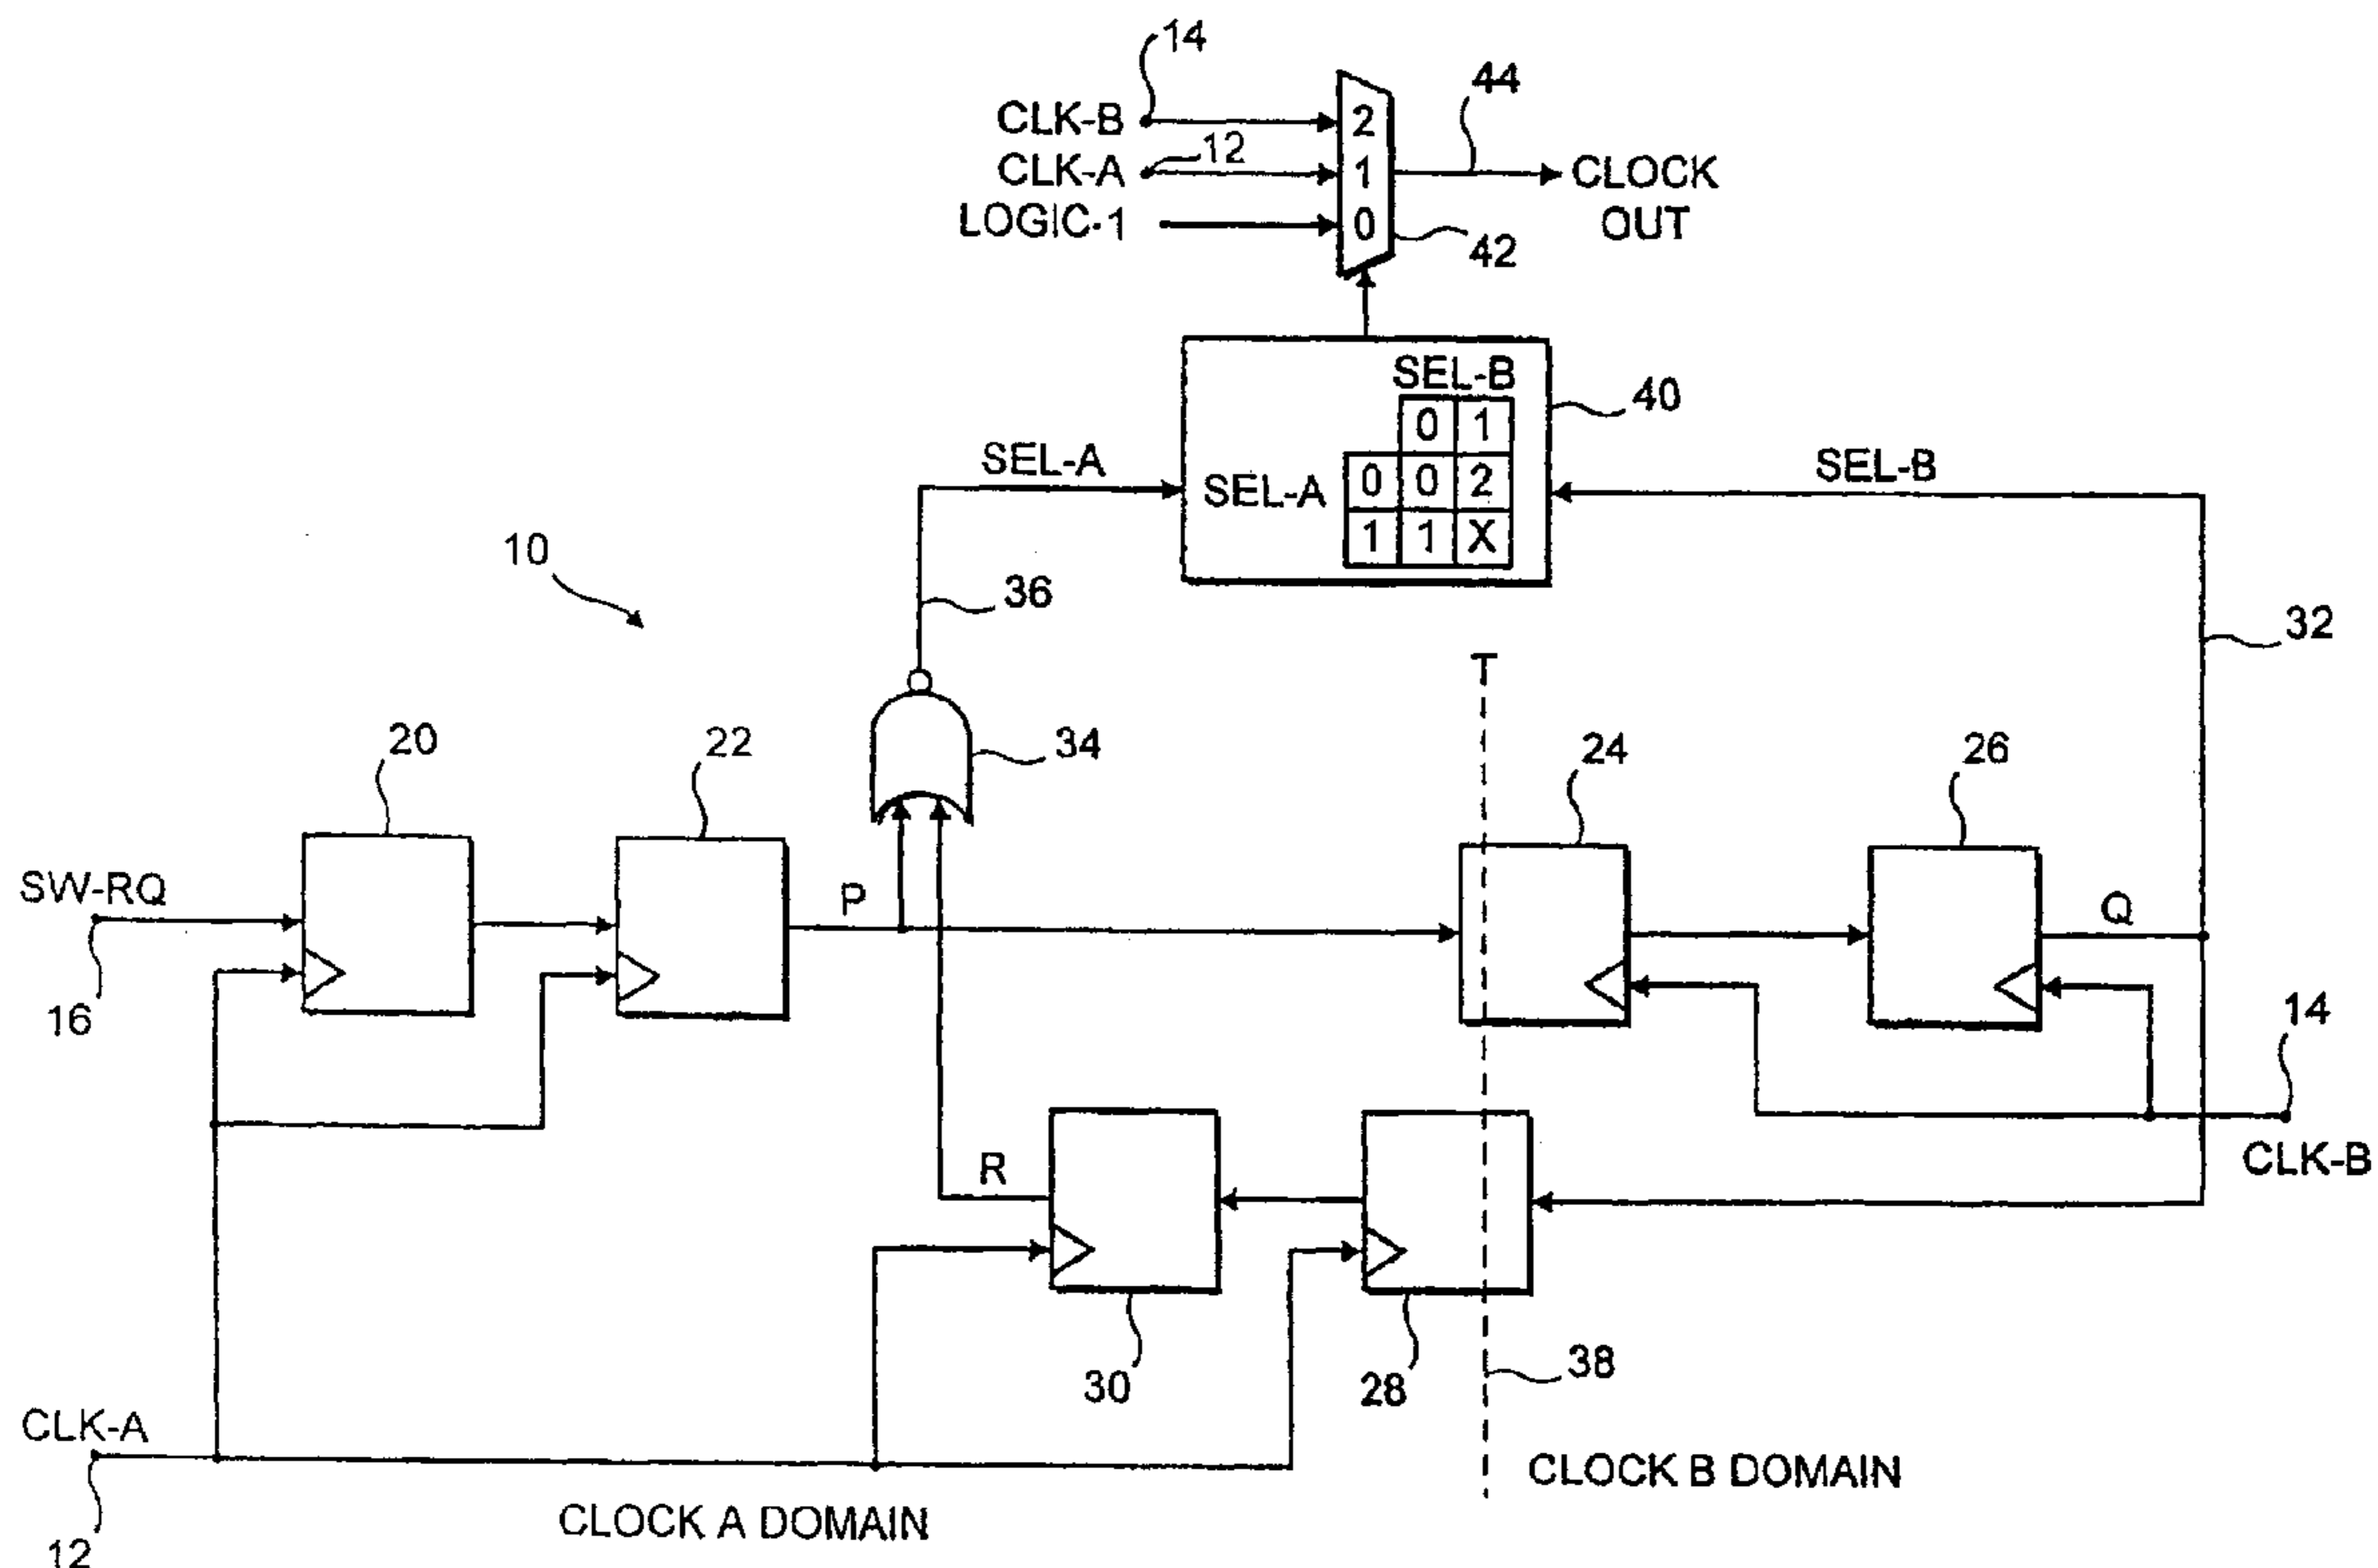 14
44
CLK-B 2
12
CLK-A 1 CLOCK
OUT
LOGIC-1 0
42
SEL-B
40
0 1
SEL-A SEL-A 0 0 2 SEL-B
1 1 X
10
36
32
20 22 34 24 26
SW-RQ P Q
16
14
R
CLK-B
30 28 38
CLK-A
CLOCK A DOMAIN CLOCK B DOMAIN
12